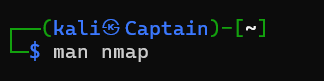 ┌──(kali㉿Captain)-[~]
└─$ man nmap